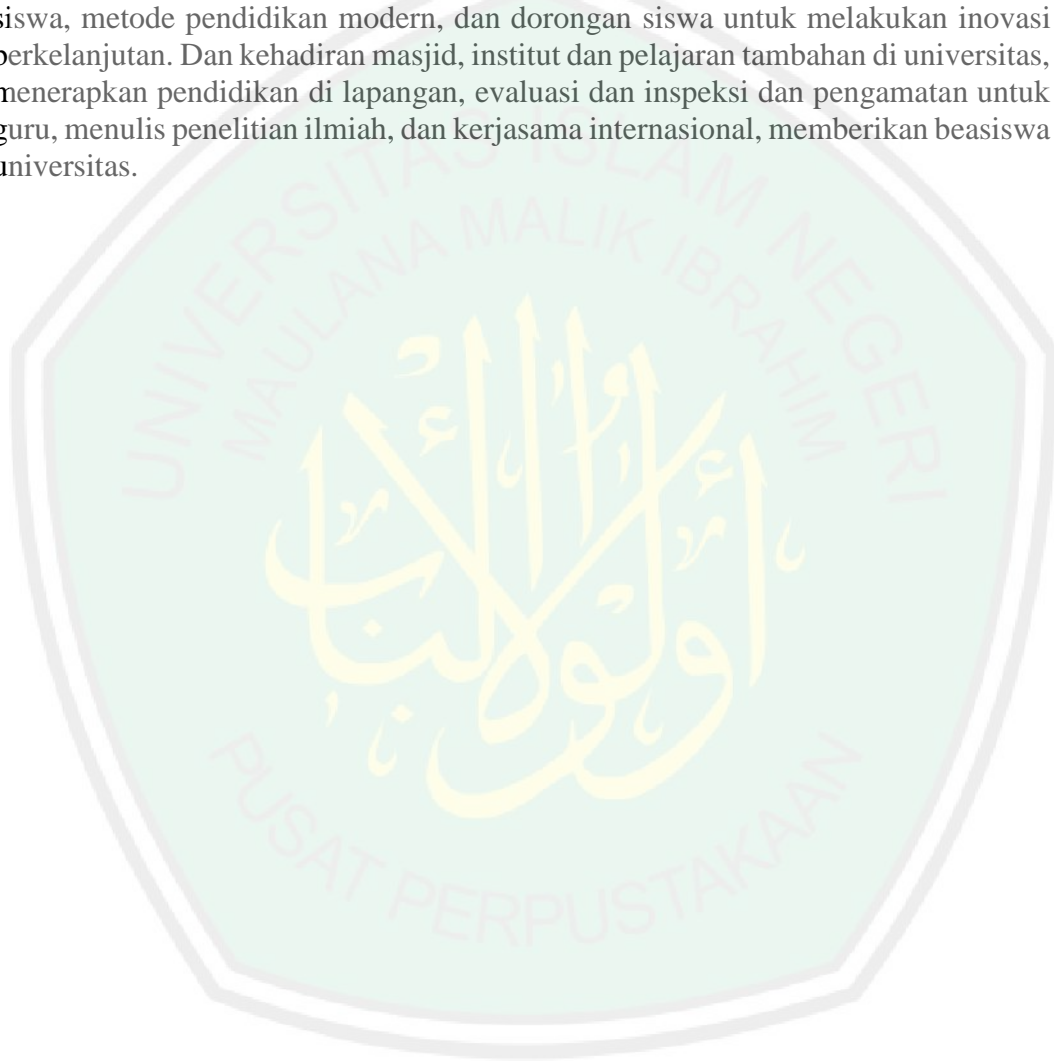 siswa, metode pendidikan modern, dan dorongan siswa untuk melakukan inovasi
berkelanjutan. Dan kehadiran masjid, institut dan pelajaran tambahan di universitas,
menerapkan pendidikan di lapangan, evaluasi dan inspeksi dan pengamatan untuk
guru, menulis penelitian ilmiah, dan kerjasama internasional, memberikan beasiswa
universitas.
UNIVERSITAS ISLAM NEGERI
MAULANA MALIK IBRAHIM
أولوا الألباب
PUSAT PERPUSTAKAAN